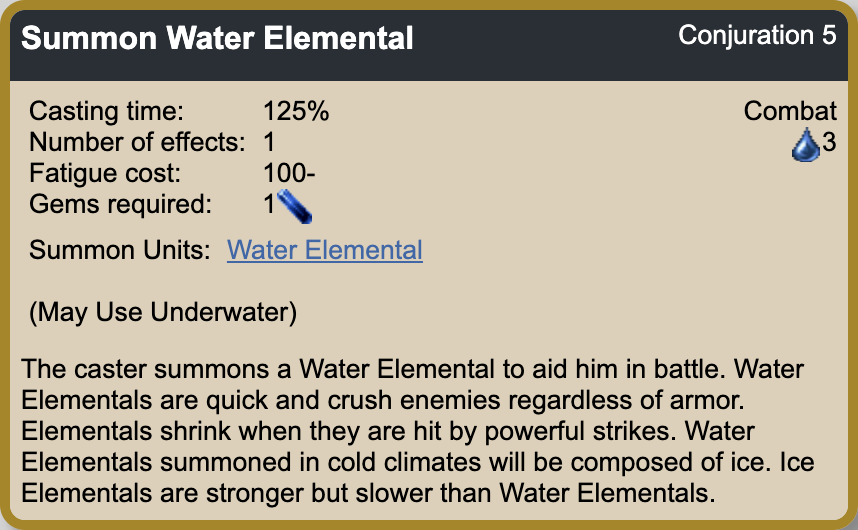 Summon Water Elemental Conjuration 5
Casting time: 125% Combat
Number of effects: 1 3
Fatigue cost: 100-
Gems required: 1
Summon Units: Water Elemental
(May Use Underwater)
The caster summons a Water Elemental to aid him in battle. Water
Elementals are quick and crush enemies regardless of armor.
Elementals shrink when they are hit by powerful strikes. Water
Elementals summoned in cold climates will be composed of ice. Ice
Elementals are stronger but slower than Water Elementals.